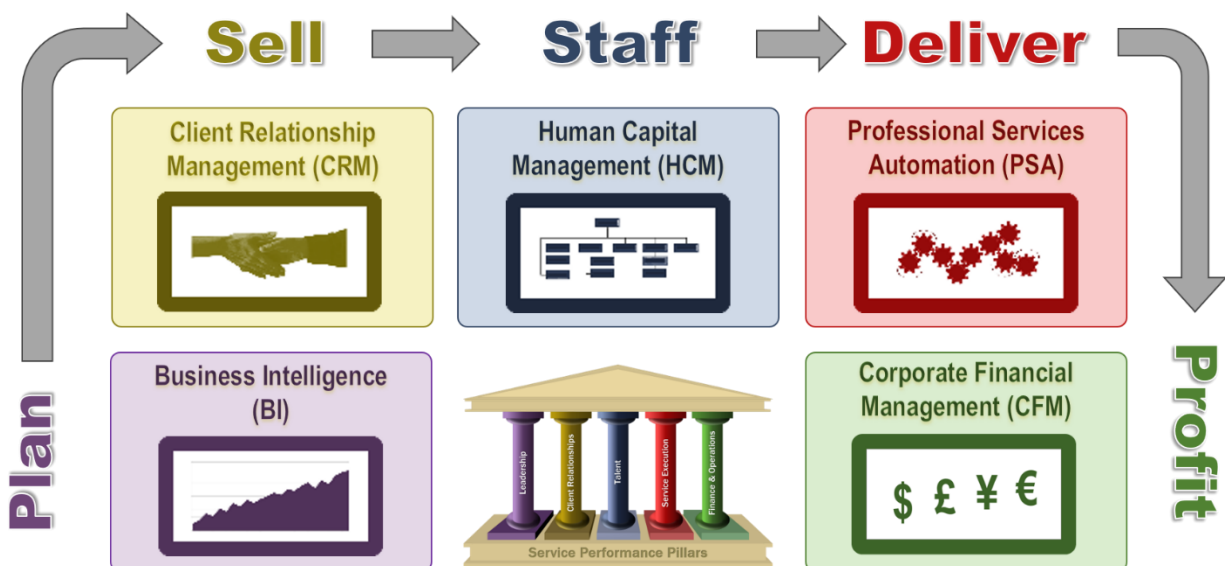 Sell
Staff
Deliver
Client Relationship
Management (CRM)
Human Capital
Management (HCM)
Professional Services
Automation (PSA)
Plan
Business Intelligence
(BI)
Leadership
Client Relationships
Talent
Service Execution
Finance & Operations
Service Performance Pillars
Corporate Financial
Management (CFM)
$ £ ¥ €
Profit